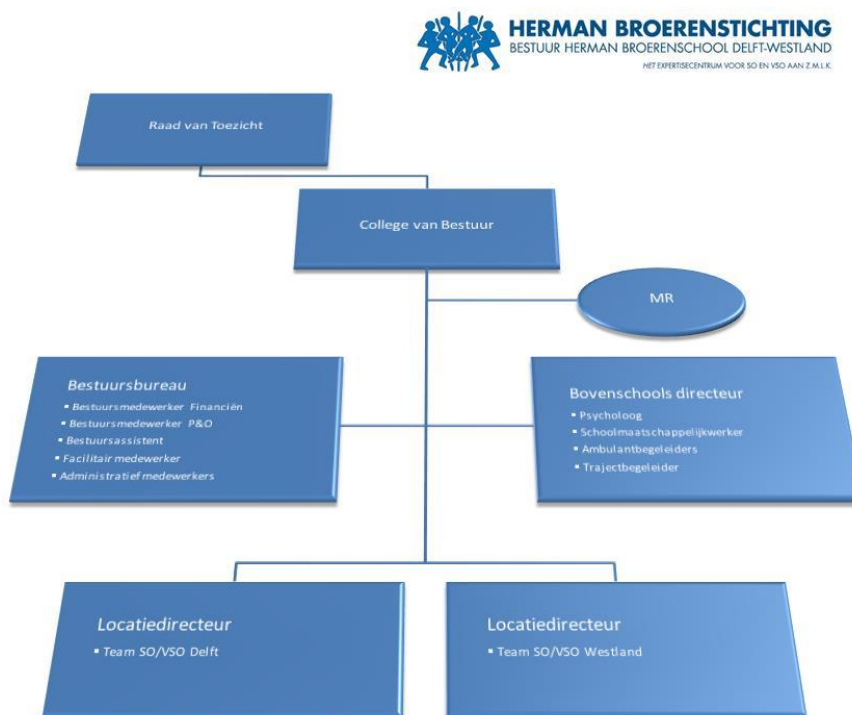 HERMAN BROERENSTICHTING
BESTUUR HERMAN BROERENSCHOOL DELFT-WESTLAND
HET EXPERTISECENTRUM VOOR SO EN VSO AAN Z.M.L.K.
Raad van Toezicht
College van Bestuur
MR
Bestuursbureau
▪ Bestuursmedewerker Financiën
▪ Bestuursmedewerker P&O
▪ Bestuursassistent
▪ Facilitair medewerker
▪ Administratief medewerkers
Bovenschools directeur
▪ Psycholoog
▪ Schoolmaatschappelijkwerker
▪ Ambulantbegeleiders
▪ Trajectbegeleider
Locatiedirecteur
▪ Team SO/VSO Delft
Locatiedirecteur
▪ Team SO/VSO Westland